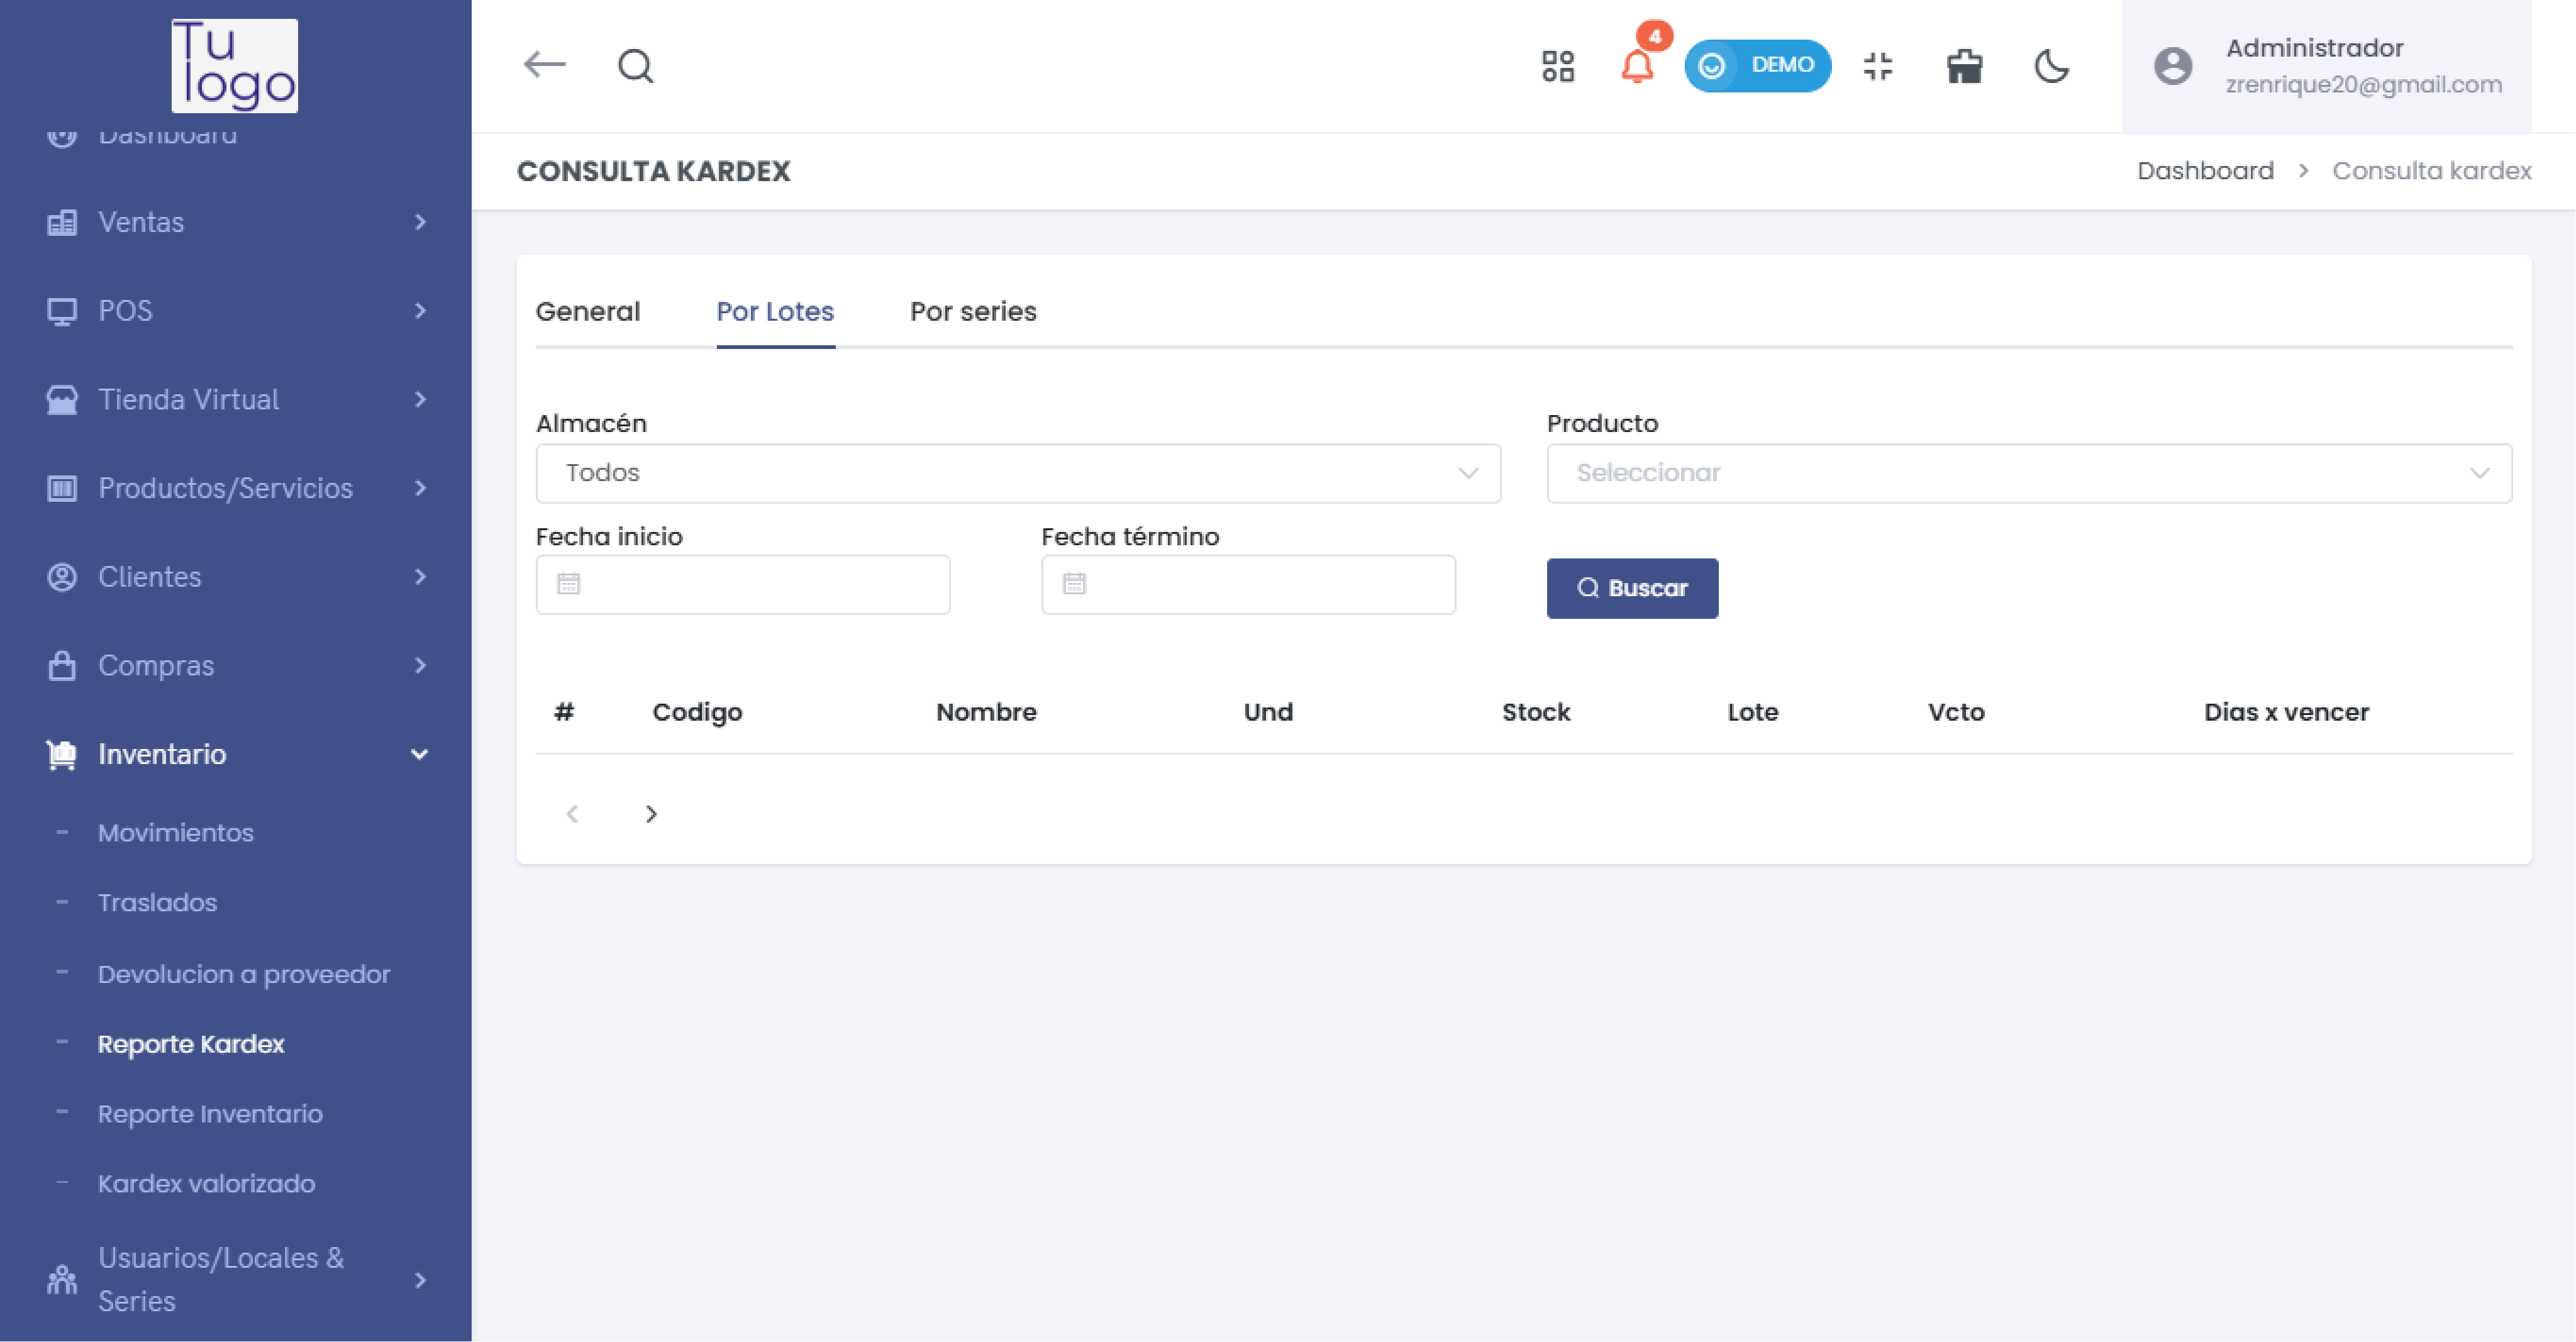 Tu
logo
Dashboard
Ventas
POS
Tienda Virtual
Productos/Servicios
Clientes
Compras
Inventario
Movimientos
Traslados
Devolucion a proveedor
Reporte Kardex
Reporte Inventario
Kardex valorizado
Usuarios/Locales &
Series
4
DEMO
Administrador
zrenrique20@gmail.com
CONSULTA KARDEX
Dashboard > Consulta kardex
General Por Lotes Por series
Almacén Producto
Todos Seleccionar
Fecha inicio Fecha término
Buscar
# Codigo Nombre Und Stock Lote Vcto Dias x vencer